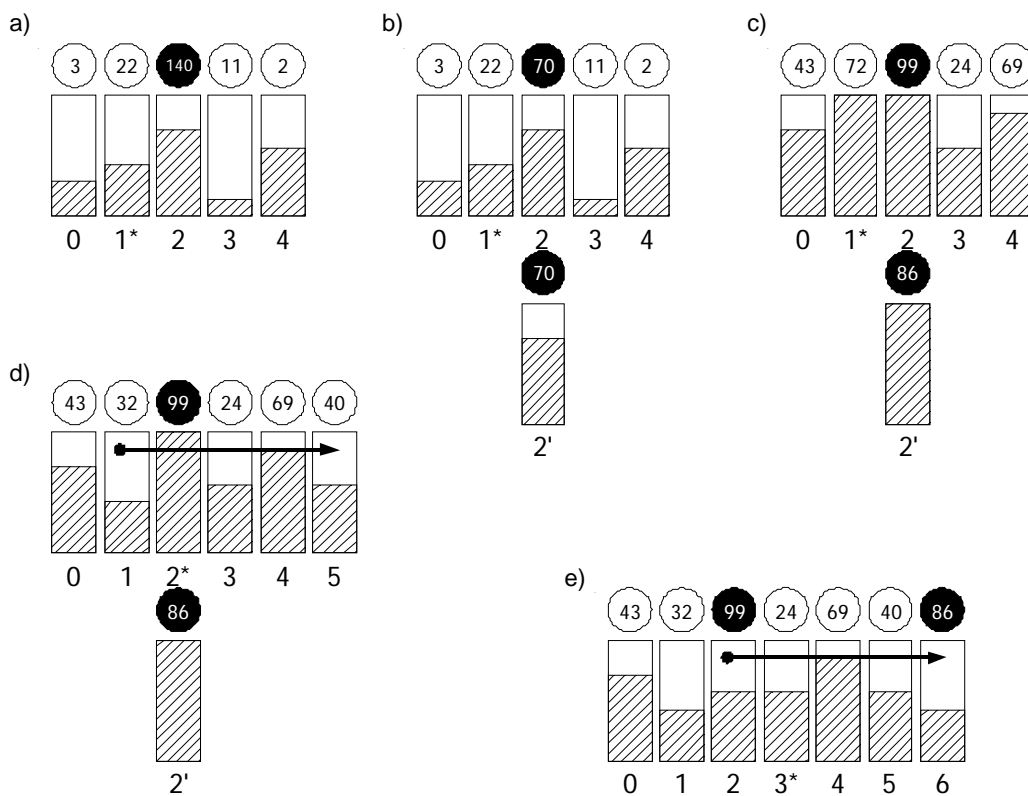 a)
3 22 140 11 2
0 1* 2 3 4
b)
3 22 70 11 2
0 1* 2 3 4
70
2'
c)
43 72 99 24 69
0 1* 2 3 4
86
2'
d)
43 32 99 24 69 40
0 1 2* 3 4 5
86
2'
e)
43 32 99 24 69 40 86
0 1 2 3* 4 5 6